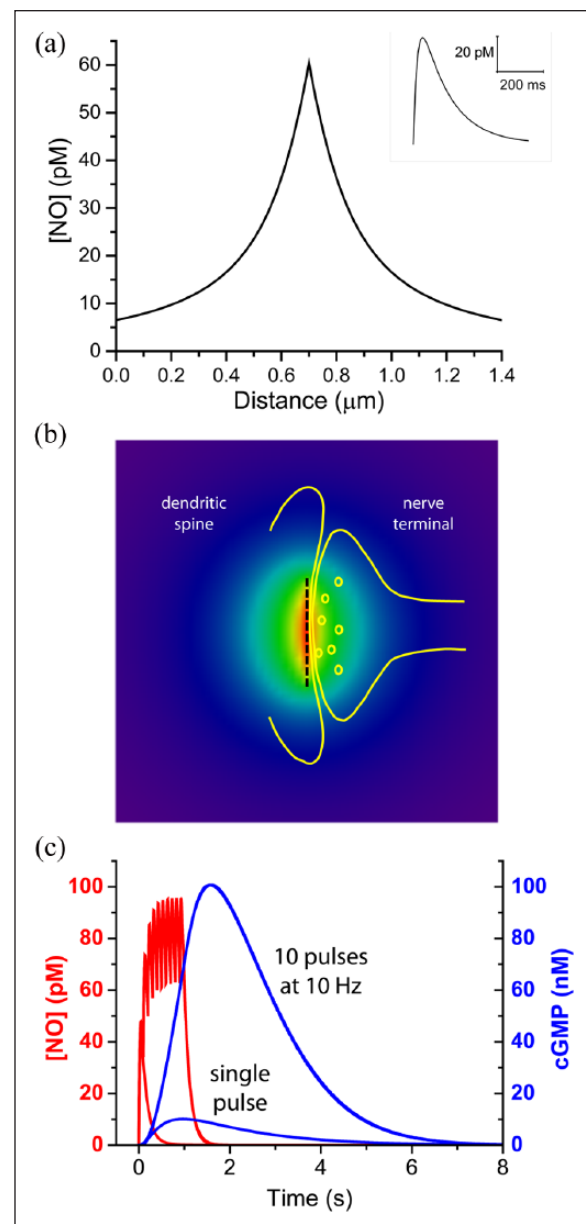 (a)
60
50
40
30
20
10
0
[NO] (pM)
20 pM
200 ms
0.0 0.2 0.4 0.6 0.8 1.0 1.2 1.4
Distance (μm)
(b)
dendritic
spine
nerve
terminal
(c)
100
80
60
40
20
0
[NO] (pM)
10 pulses
at 10 Hz
single
pulse
100
80
60
40
20
0
cGMP (nM)
0 2 4 6 8
Time (s)